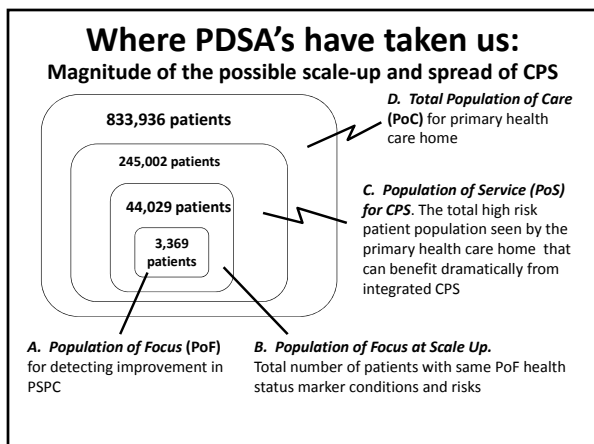 Where PDSA's have taken us:
Magnitude of the possible scale-up and spread of CPS
833,936 patients
245,002 patients
44,029 patients
3,369
patients
D. Total Population of Care
(PoC) for primary health
care home
C. Population of Service (PoS)
for CPS. The total high risk
patient population seen by the
primary health care home that
can benefit dramatically from
integrated CPS
A. Population of Focus (PoF)
for detecting improvement in
PSPC
B. Population of Focus at Scale Up.
Total number of patients with same PoF health
status marker conditions and risks